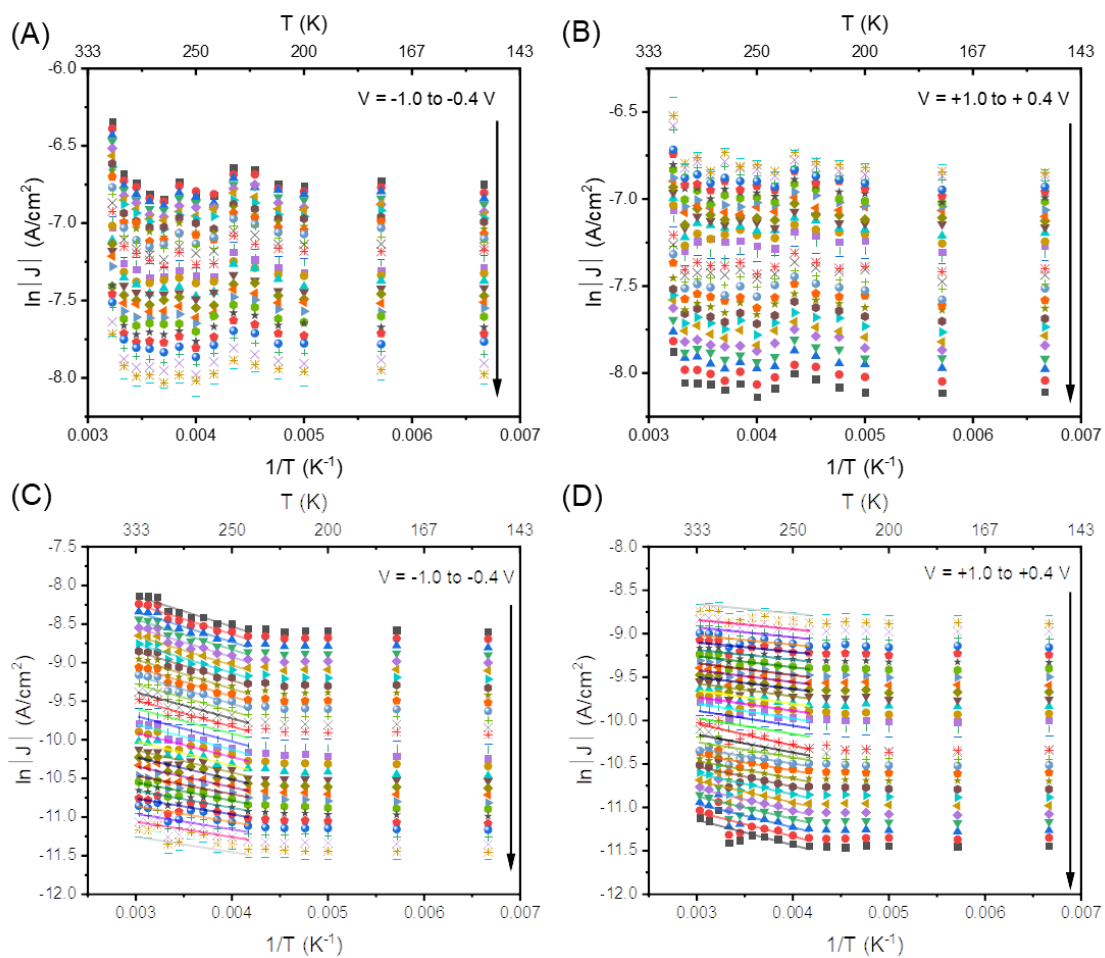 (A)
T (K)
333 250 200 167 143
-6.0
-6.5
-7.0
-7.5
-8.0
ln|J| (A/cm²)
V = -1.0 to -0.4 V
0.003 0.004 0.005 0.006 0.007
1/T (K⁻¹)
(B)
T (K)
333 250 200 167 143
-6.5
-7.0
-7.5
-8.0
ln|J| (A/cm²)
V = +1.0 to + 0.4 V
0.003 0.004 0.005 0.006 0.007
1/T (K⁻¹)
(C)
T (K)
333 250 200 167 143
-7.5
-8.0
-8.5
-9.0
-9.5
-10.0
-10.5
-11.0
-11.5
-12.0
ln|J| (A/cm²)
V = -1.0 to -0.4 V
0.003 0.004 0.005 0.006 0.007
1/T (K⁻¹)
(D)
T (K)
333 250 200 167 143
-8.0
-8.5
-9.0
-9.5
-10.0
-10.5
-11.0
-11.5
-12.0
ln|J| (A/cm²)
V = +1.0 to +0.4 V
0.003 0.004 0.005 0.006 0.007
1/T (K⁻¹)